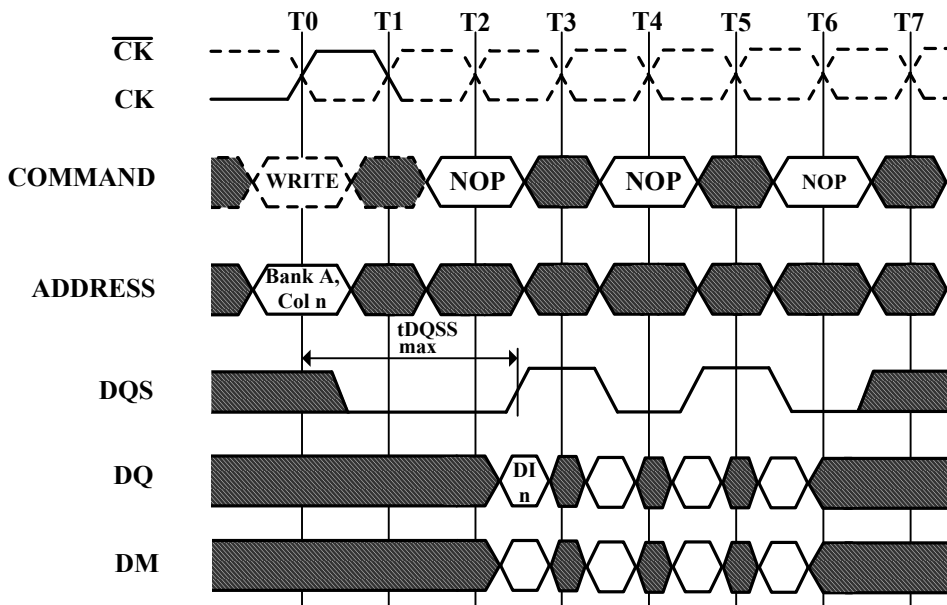 T0 T1 T2 T3 T4 T5 T6 T7
CK
CK
COMMAND
WRITE NOP NOP NOP
ADDRESS
Bank A,
Col n
tDQSS
max
DQS
DQ
DI
n
DM